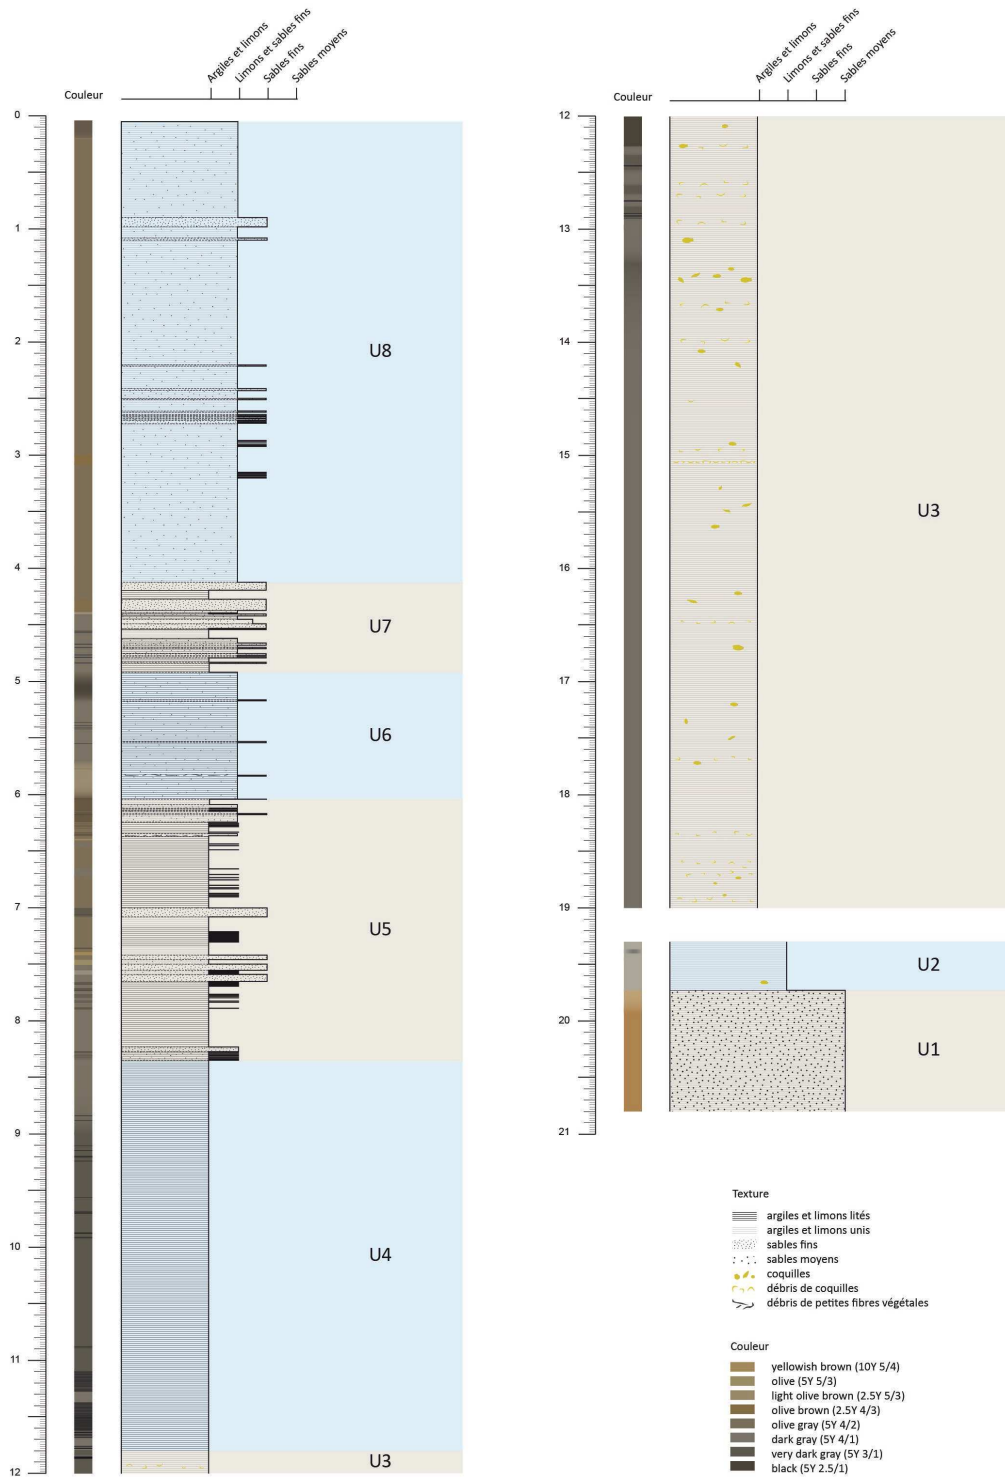 Argiles et limons
Limons et sables fins
Sables fins
Sables moyens
Couleur
0
1
2
3
4
5
6
7
8
9
10
11
12
U8
U7
U6
U5
U4
U3
Argiles et limons
Limons et sables fins
Sables fins
Sables moyens
Couleur
12
13
14
15
16
17
18
19
20
21
U3
U2
U1
Texture
argiles et limons lités
argiles et limons unis
sables fins
sables moyens
coquilles
débris de coquilles
débris de petites fibres végétales
Couleur
yellowish brown (10Y 5/4)
olive (5Y 5/3)
light olive brown (2.5Y 5/3)
olive brown (2.5Y 4/3)
olive gray (5Y 4/2)
dark gray (5Y 4/1)
very dark gray (5Y 3/1)
black (5Y 2.5/1)